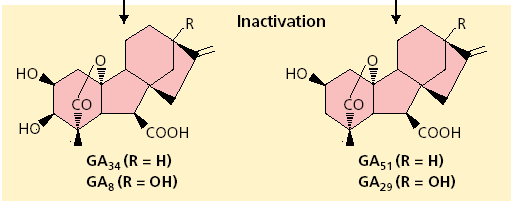 Inactivation
R
O
HO
CO
HO
COOH
GA34 (R = H)
GA8 (R = OH)
R
O
HO
CO
COOH
GA51 (R = H)
GA29 (R = OH)